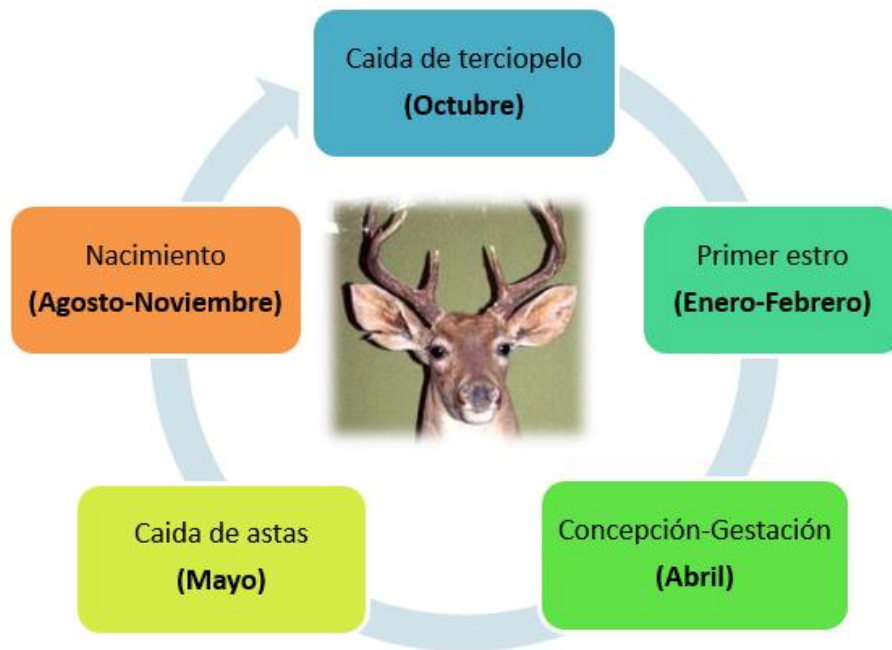 Caida de terciopelo
(Octubre)
Primer estro
(Enero-Febrero)
Concepción-Gestación
(Abril)
Caida de astas
(Mayo)
Nacimiento
(Agosto-Noviembre)